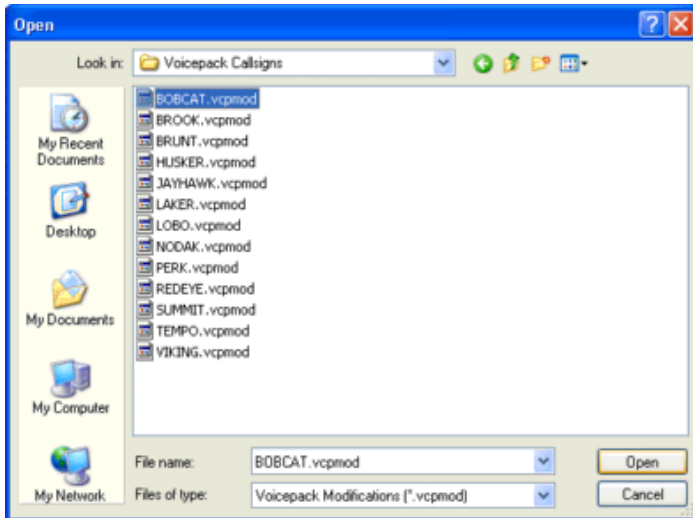 Open
Look in: Voicepack Callsigns
My Recent
Documents
Desktop
My Documents
My Computer
My Network
BOBCAT.vcpmod
BROOK.vcpmod
BRUNT.vcpmod
HUSKER.vcpmod
JAYHAWK.vcpmod
LAKER.vcpmod
LOBO.vcpmod
NODAK.vcpmod
PERK.vcpmod
REDEYE.vcpmod
SUMMIT.vcpmod
TEMPO.vcpmod
VIKING.vcpmod
File name: BOBCAT.vcpmod Open
Files of type: Voicepack Modifications (*.vcpmod) Cancel